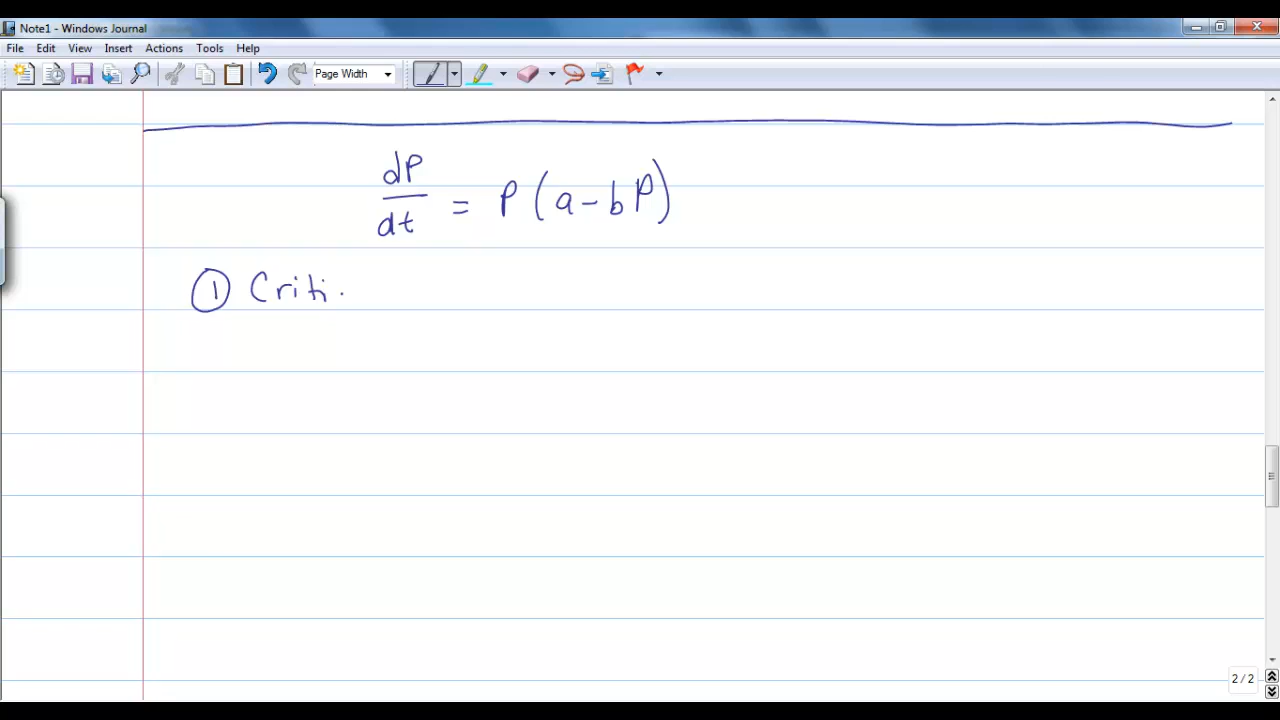 Note1 - Windows Journal
File Edit View Insert Actions Tools Help
Page Width
dP
dt
= P (a - bP)
① Criti
2 / 2